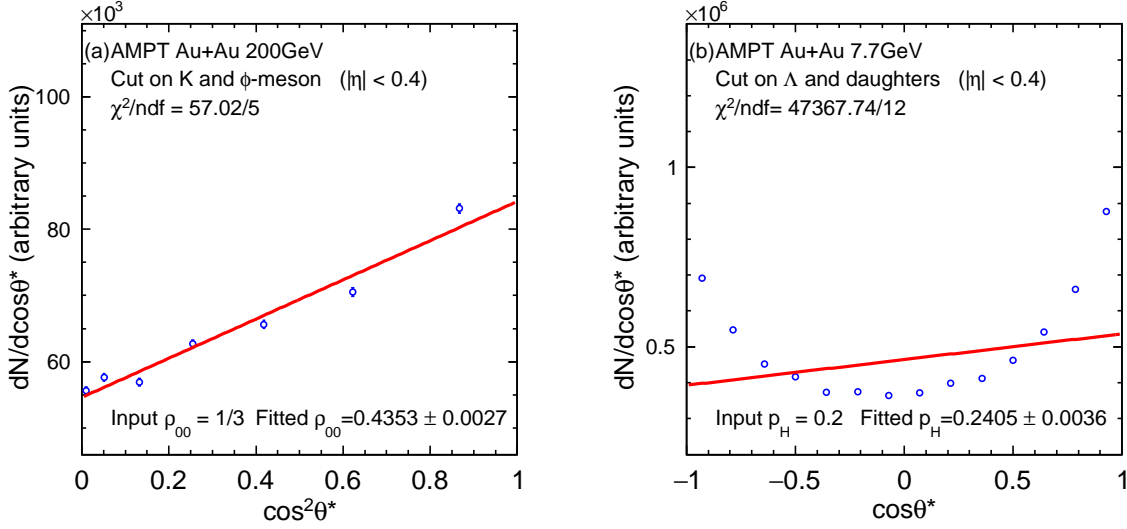 ×10³
(a)AMPT Au+Au 200GeV
Cut on K and ϕ-meson (|η| < 0.4)
χ²/ndf = 57.02/5
100
80
60
dN/dcosθ* (arbitrary units)
Input ρ₀₀ = 1/3 Fitted ρ₀₀=0.4353 ± 0.0027
0 0.2 0.4 0.6 0.8 1
cos²θ*
×10⁶
(b)AMPT Au+Au 7.7GeV
Cut on Λ and daughters (|η| < 0.4)
χ²/ndf= 47367.74/12
1
0.5
dN/dcosθ* (arbitrary units)
Input p_H = 0.2 Fitted p_H=0.2405 ± 0.0036
−1 −0.5 0 0.5 1
cosθ*